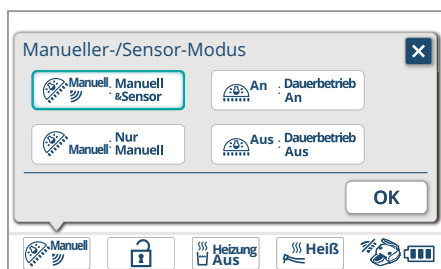 Manueller-/Sensor-Modus
Manuell : Manuell &Sensor
An : Dauerbetrieb An
Nur
Manuell : Manuell
Aus : Dauerbetrieb Aus
OK
Manuell
Heizung Aus
Heiß